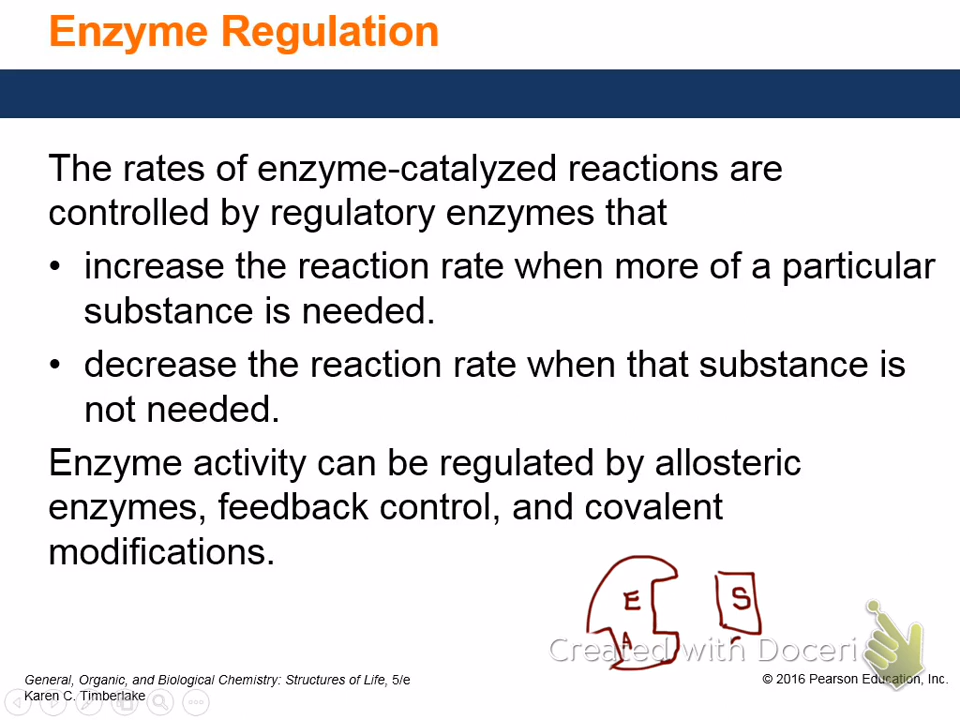 Enzyme Regulation
The rates of enzyme-catalyzed reactions are
controlled by regulatory enzymes that
• increase the reaction rate when more of a particular
substance is needed.
• decrease the reaction rate when that substance is
not needed.
Enzyme activity can be regulated by allosteric
enzymes, feedback control, and covalent
modifications.
E
S
A
Created with Doceri
General, Organic, and Biological Chemistry: Structures of Life, 5/e
Karen C. Timberlake
© 2016 Pearson Education, Inc.